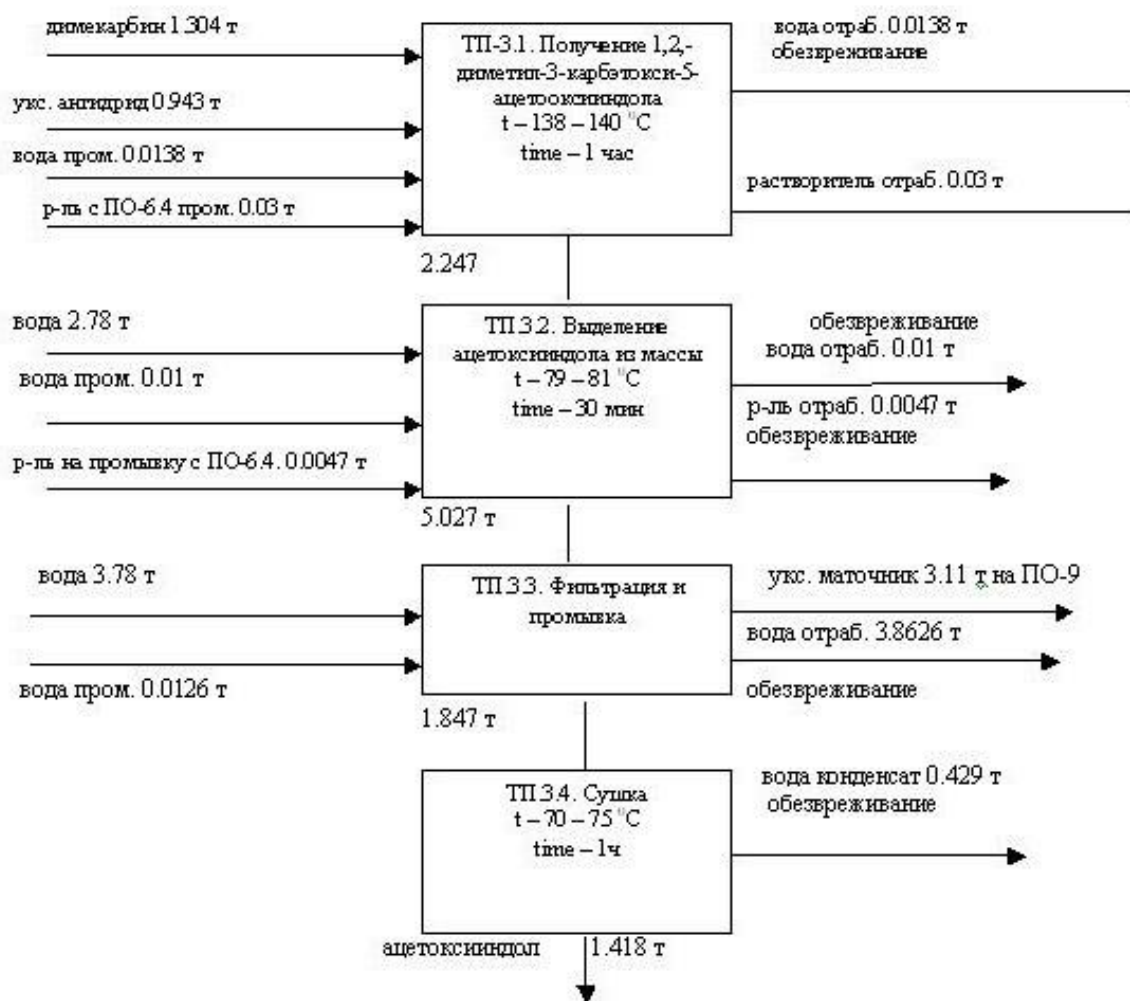 димекарбин 1.304 т
укс. ангидрид 0.943 т
вода пром. 0.0138 т
р-ль с ПО-6.4 пром. 0.03 т
ТП-3.1. Получение 1,2,-
диметил-3-карбэтокси-5-
ацетооксииндола
t – 138 – 140 °C
time – 1 час
вода отраб. 0.0138 т
обезвреживание
растворитель отраб. 0.03 т
2.247
вода 2.78 т
вода пром. 0.01 т
р-ль на промывку с ПО-6.4. 0.0047 т
ТП.3.2. Выделение
ацетоксииндола из массы
t – 79 – 81 °C
time – 30 мин
обезвреживание
вода отраб. 0.01 т
р-ль отраб. 0.0047 т
обезвреживание
5.027 т
вода 3.78 т
вода пром. 0.0126 т
ТП.3.3. Фильтрация и
промывка
укс. маточник 3.11 т на ПО-9
вода отраб. 3.8626 т
обезвреживание
1.847 т
ТП.3.4. Сушка
t – 70 – 75 °C
time – 1ч
вода конденсат 0.429 т
обезвреживание
ацетоксииндол 1.418 т